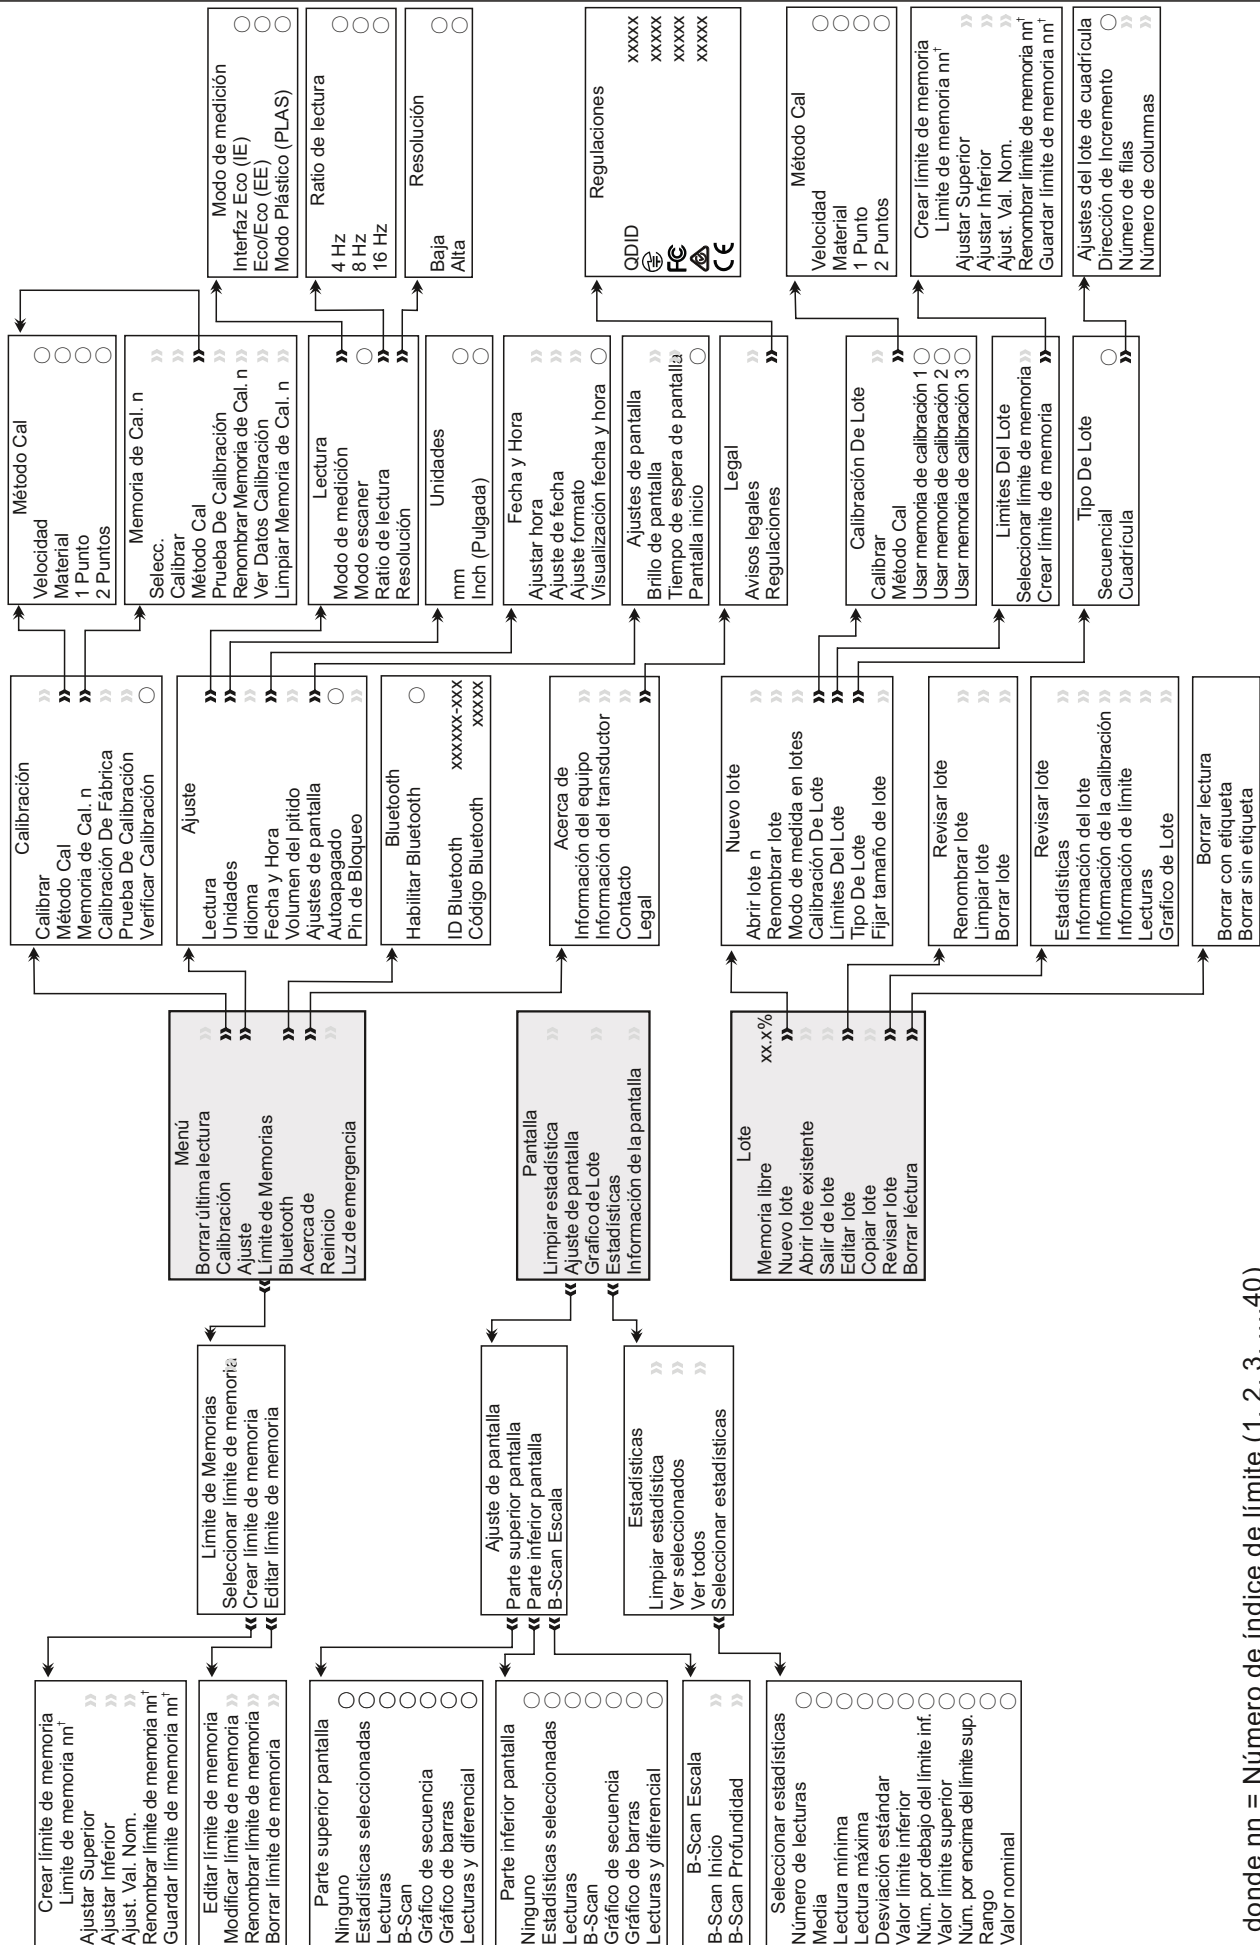 Crear límite de memoria
Limite de memoria nn†
Ajustar Superior
Ajustar Inferior
Ajust. Val. Nom.
Renombrar límite de memoria nn†
Guardar límite de memoria nn†
Editar límite de memoria
Modificar límite de memoria
Renombrar límite de memoria
Borrar límite de memoria
Parte superior pantalla
Ninguno
Estadísticas seleccionadas
Lecturas
B-Scan
Gráfico de secuencia
Gráfico de barras
Lecturas y diferencial
Parte inferior pantalla
Ninguno
Estadísticas seleccionadas
Lecturas
B-Scan
Gráfico de secuencia
Gráfico de barras
Lecturas y diferencial
B-Scan Escala
B-Scan Inicio
B-Scan Profundidad
Seleccionar estadísticas
Número de lecturas
Media
Lectura mínima
Lectura máxima
Desviación estándar
Valor límite inferior
Núm. por debajo del límite inf.
Valor límite superior
Núm. por encima del límite sup.
Rango
Valor nominal
Límite de Memorias
Seleccionar límite de memoria
Crear límite de memoria
Editar límite de memoria
Ajuste de pantalla
Parte superior pantalla
Parte inferior pantalla
B-Scan Escala
Estadísticas
Limpiar estadística
Ver seleccionados
Ver todos
Seleccionar estadísticas
Menú
Borrar última lectura
Calibración
Ajuste
Límite de Memorias
Bluetooth
Acerca de
Reinicio
Luz de emergencia
Pantalla
Limpiar estadística
Ajuste de pantalla
Grafico de Lote
Estadísticas
Información de la pantalla
Lote
Memoria libre xx.x%
Nuevo lote
Abrir lote existente
Salir de lote
Editar lote
Copiar lote
Revisar lote
Borrar léctura
Calibración
Calibrar
Método Cal
Memoria de Cal. n
Calibración De Fábrica
Prueba De Calibración
Verificar Calibración
Ajuste
Lectura
Unidades
Idioma
Fecha y Hora
Volumen del pitido
Ajustes de pantalla
Autoapagado
Pin de Bloqueo
Bluetooth
Habilitar Bluetooth
ID Bluetooth xxxxxx-xxx
Código Bluetooth xxxxx
Acerca de
Información del equipo
Información del transductor
Contacto
Legal
Nuevo lote
Abrir lote n
Renombrar lote
Modo de medida en lotes
Calibración De Lote
Límites Del Lote
Tipo De Lote
Fijar tamaño de lote
Revisar lote
Renombrar lote
Limpiar lote
Borrar lote
Revisar lote
Estadísticas
Información del lote
Información de la calibración
Información de límite
Lecturas
Grafico de Lote
Borrar lectura
Borrar con etiqueta
Borrar sin etiqueta
Método Cal
Velocidad
Material
1 Punto
2 Puntos
Memoria de Cal. n
Selecc.
Calibrar
Método Cal
Prueba De Calibración
Renombrar Memoria de Cal. n
Ver Datos Calibración
Limpiar Memoria de Cal. n
Lectura
Modo de medición
Modo escaner
Ratio de lectura
Resolución
Unidades
mm
Inch (Pulgada)
Fecha y Hora
Ajustar hora
Ajuste de fecha
Ajuste formato
Visualización fecha y hora
Ajustes de pantalla
Brillo de pantalla
Tiempo de espera de pantalla
Pantalla inicio
Legal
Avisos legales
Regulaciones
Calibración De Lote
Calibrar
Método Cal
Usar memoria de calibración 1
Usar memoria de calibración 2
Usar memoria de calibración 3
Limites Del Lote
Seleccionar límite de memoria
Crear límite de memoria
Tipo De Lote
Secuencial
Cuadrícula
Modo de medición
Interfaz Eco (IE)
Eco/Eco (EE)
Modo Plástico (PLAS)
Ratio de lectura
4 Hz
8 Hz
16 Hz
Resolución
Baja
Alta
Regulaciones
QDID xxxxx
xxxxx
FC xxxxx
xxxxx
CE
Método Cal
Velocidad
Material
1 Punto
2 Puntos
Crear límite de memoria
Limite de memoria nn†
Ajustar Superior
Ajustar Inferior
Ajust. Val. Nom.
Renombrar límite de memoria nn†
Guardar límite de memoria nn†
Ajustes del lote de cuadrícula
Dirección de Incremento
Número de filas
Número de columnas
donde nn = Número de índice de límite (1, 2, 3, ...40)